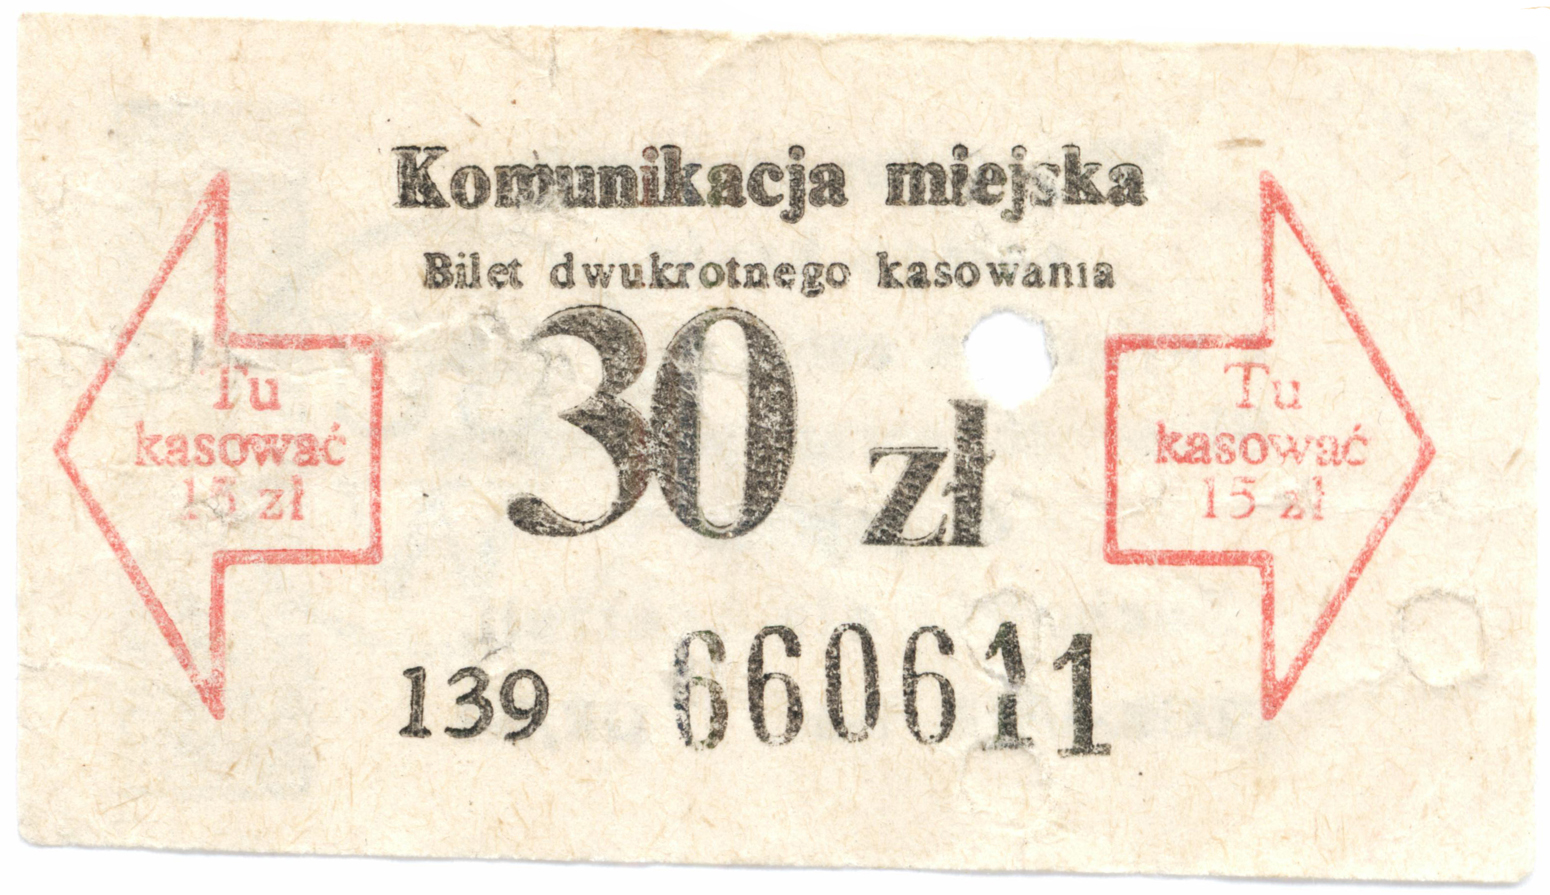 Komunikacja miejska
Bilet dwukrotnego kasowania
30 zł
Tu
kasować
15 zł
Tu
kasować
15 zł
139 660611